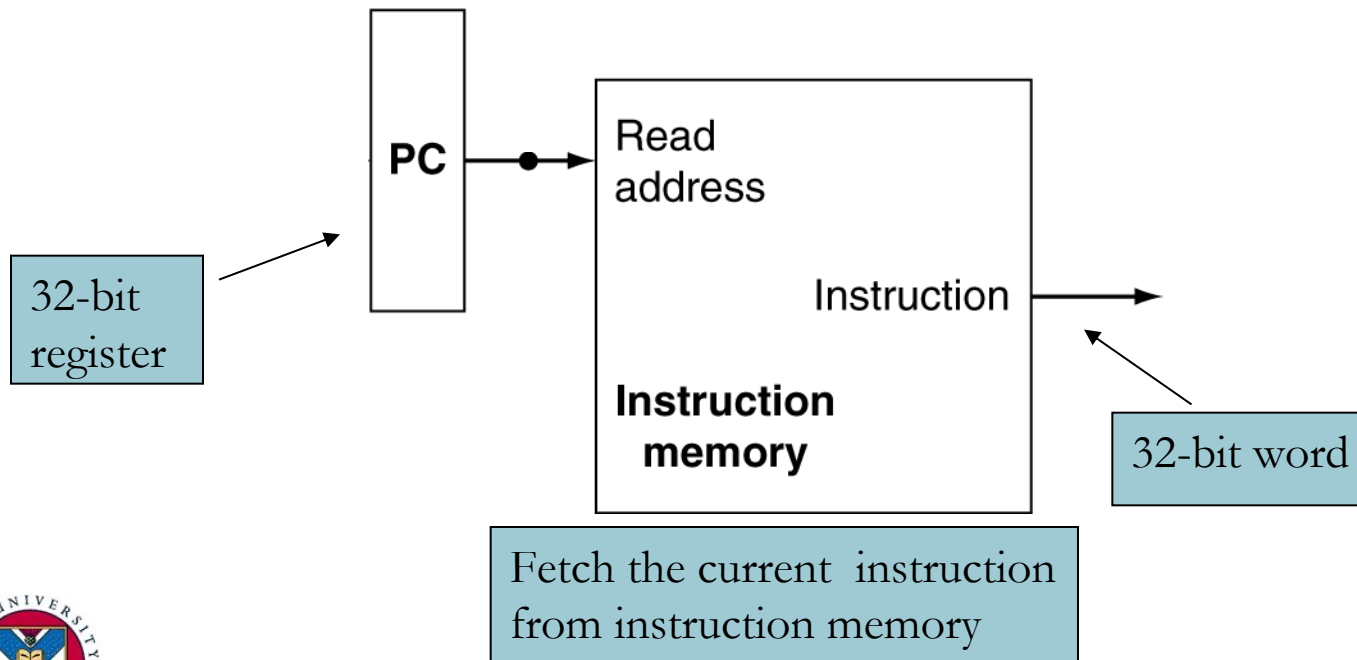 PC
Read
address
Instruction
Instruction
memory
32-bit
register
32-bit word
Fetch the current  instruction
from instruction memory
UNIVERSITY